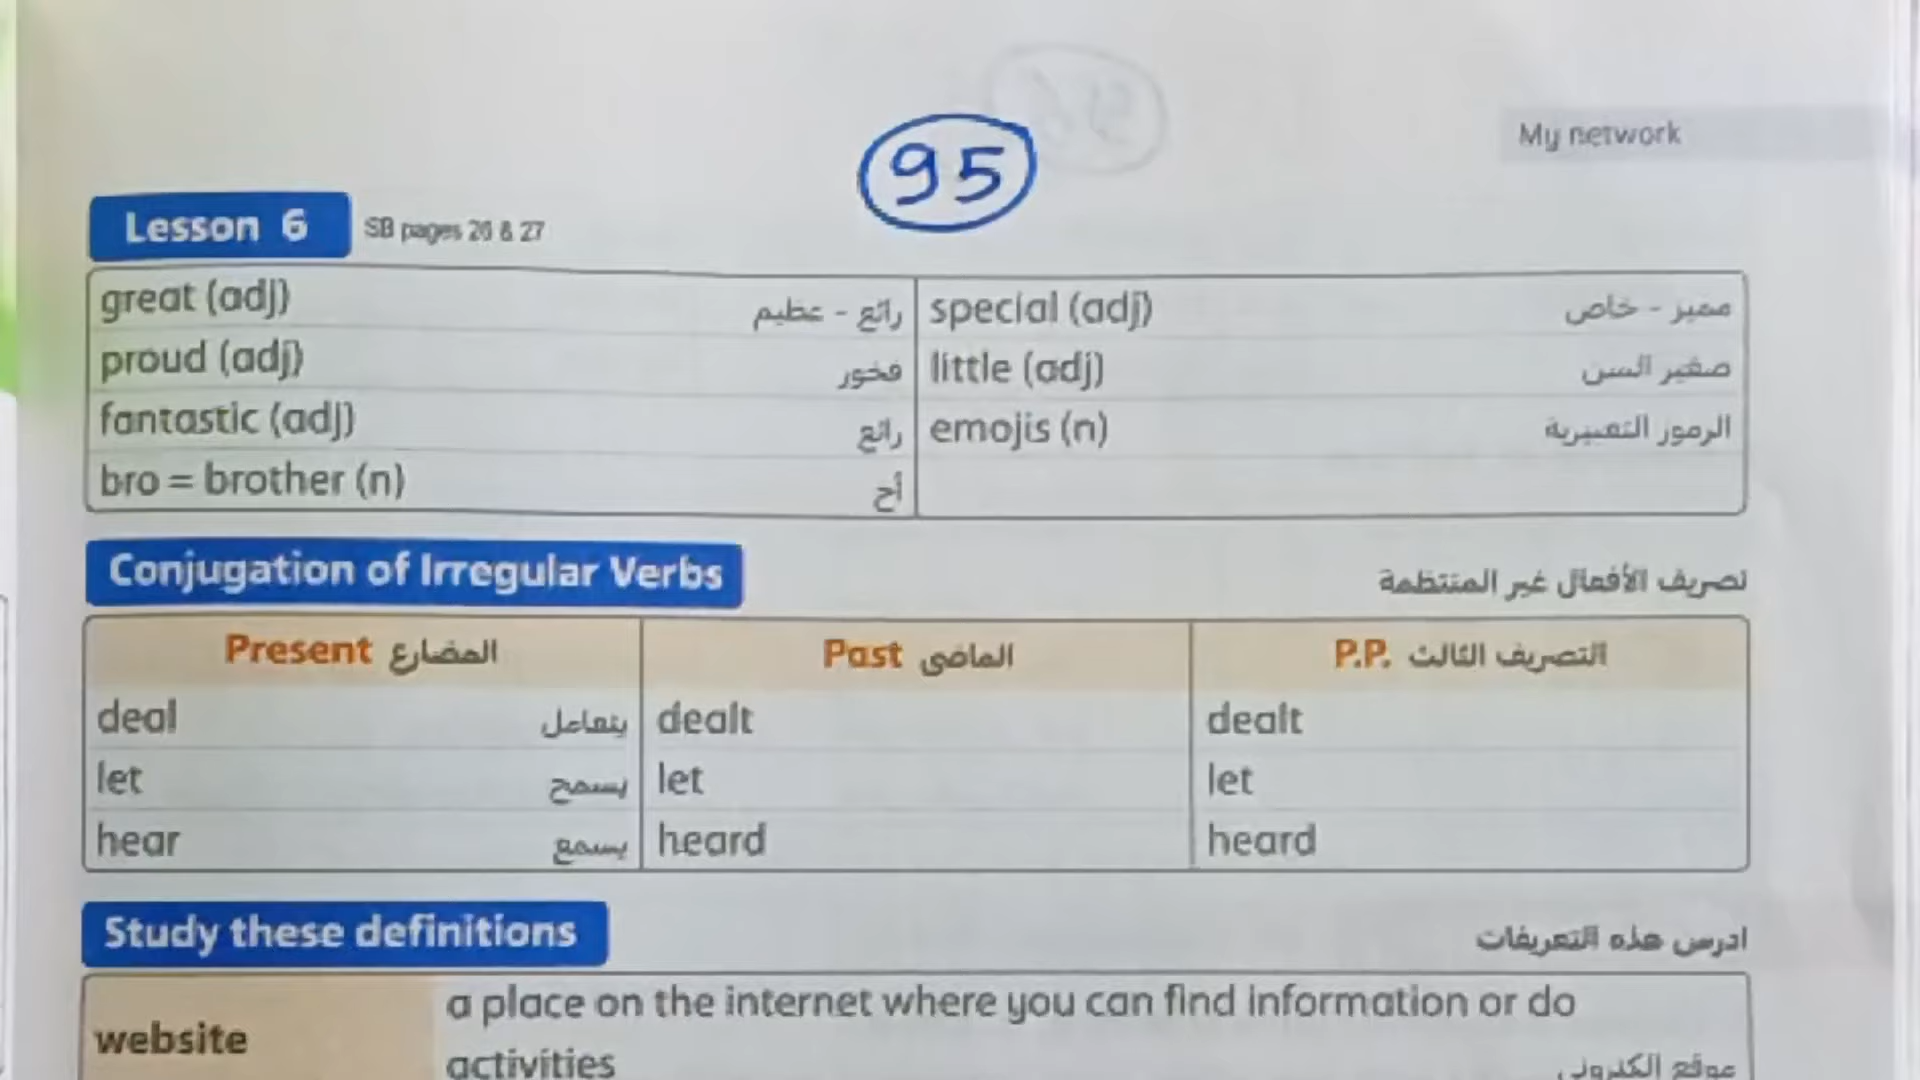 My network
95
Lesson 6 SB pages 26 & 27
great (adj) رائع - عظيم special (adj) مميز - خاص
proud (adj) فخور little (adj) صغير السن
fantastic (adj) رائع emojis (n) الرموز التعبيرية
bro = brother (n) أخ
Conjugation of Irregular Verbs تصريف الأفعال غير المنتظمة
Present المضارع Past الماضى P.P. التصريف الثالث
deal يتعامل dealt dealt
let يسمح let let
hear يسمع heard heard
Study these definitions ادرس هذه التعريفات
website a place on the internet where you can find information or do
activities موقع إلكترونى